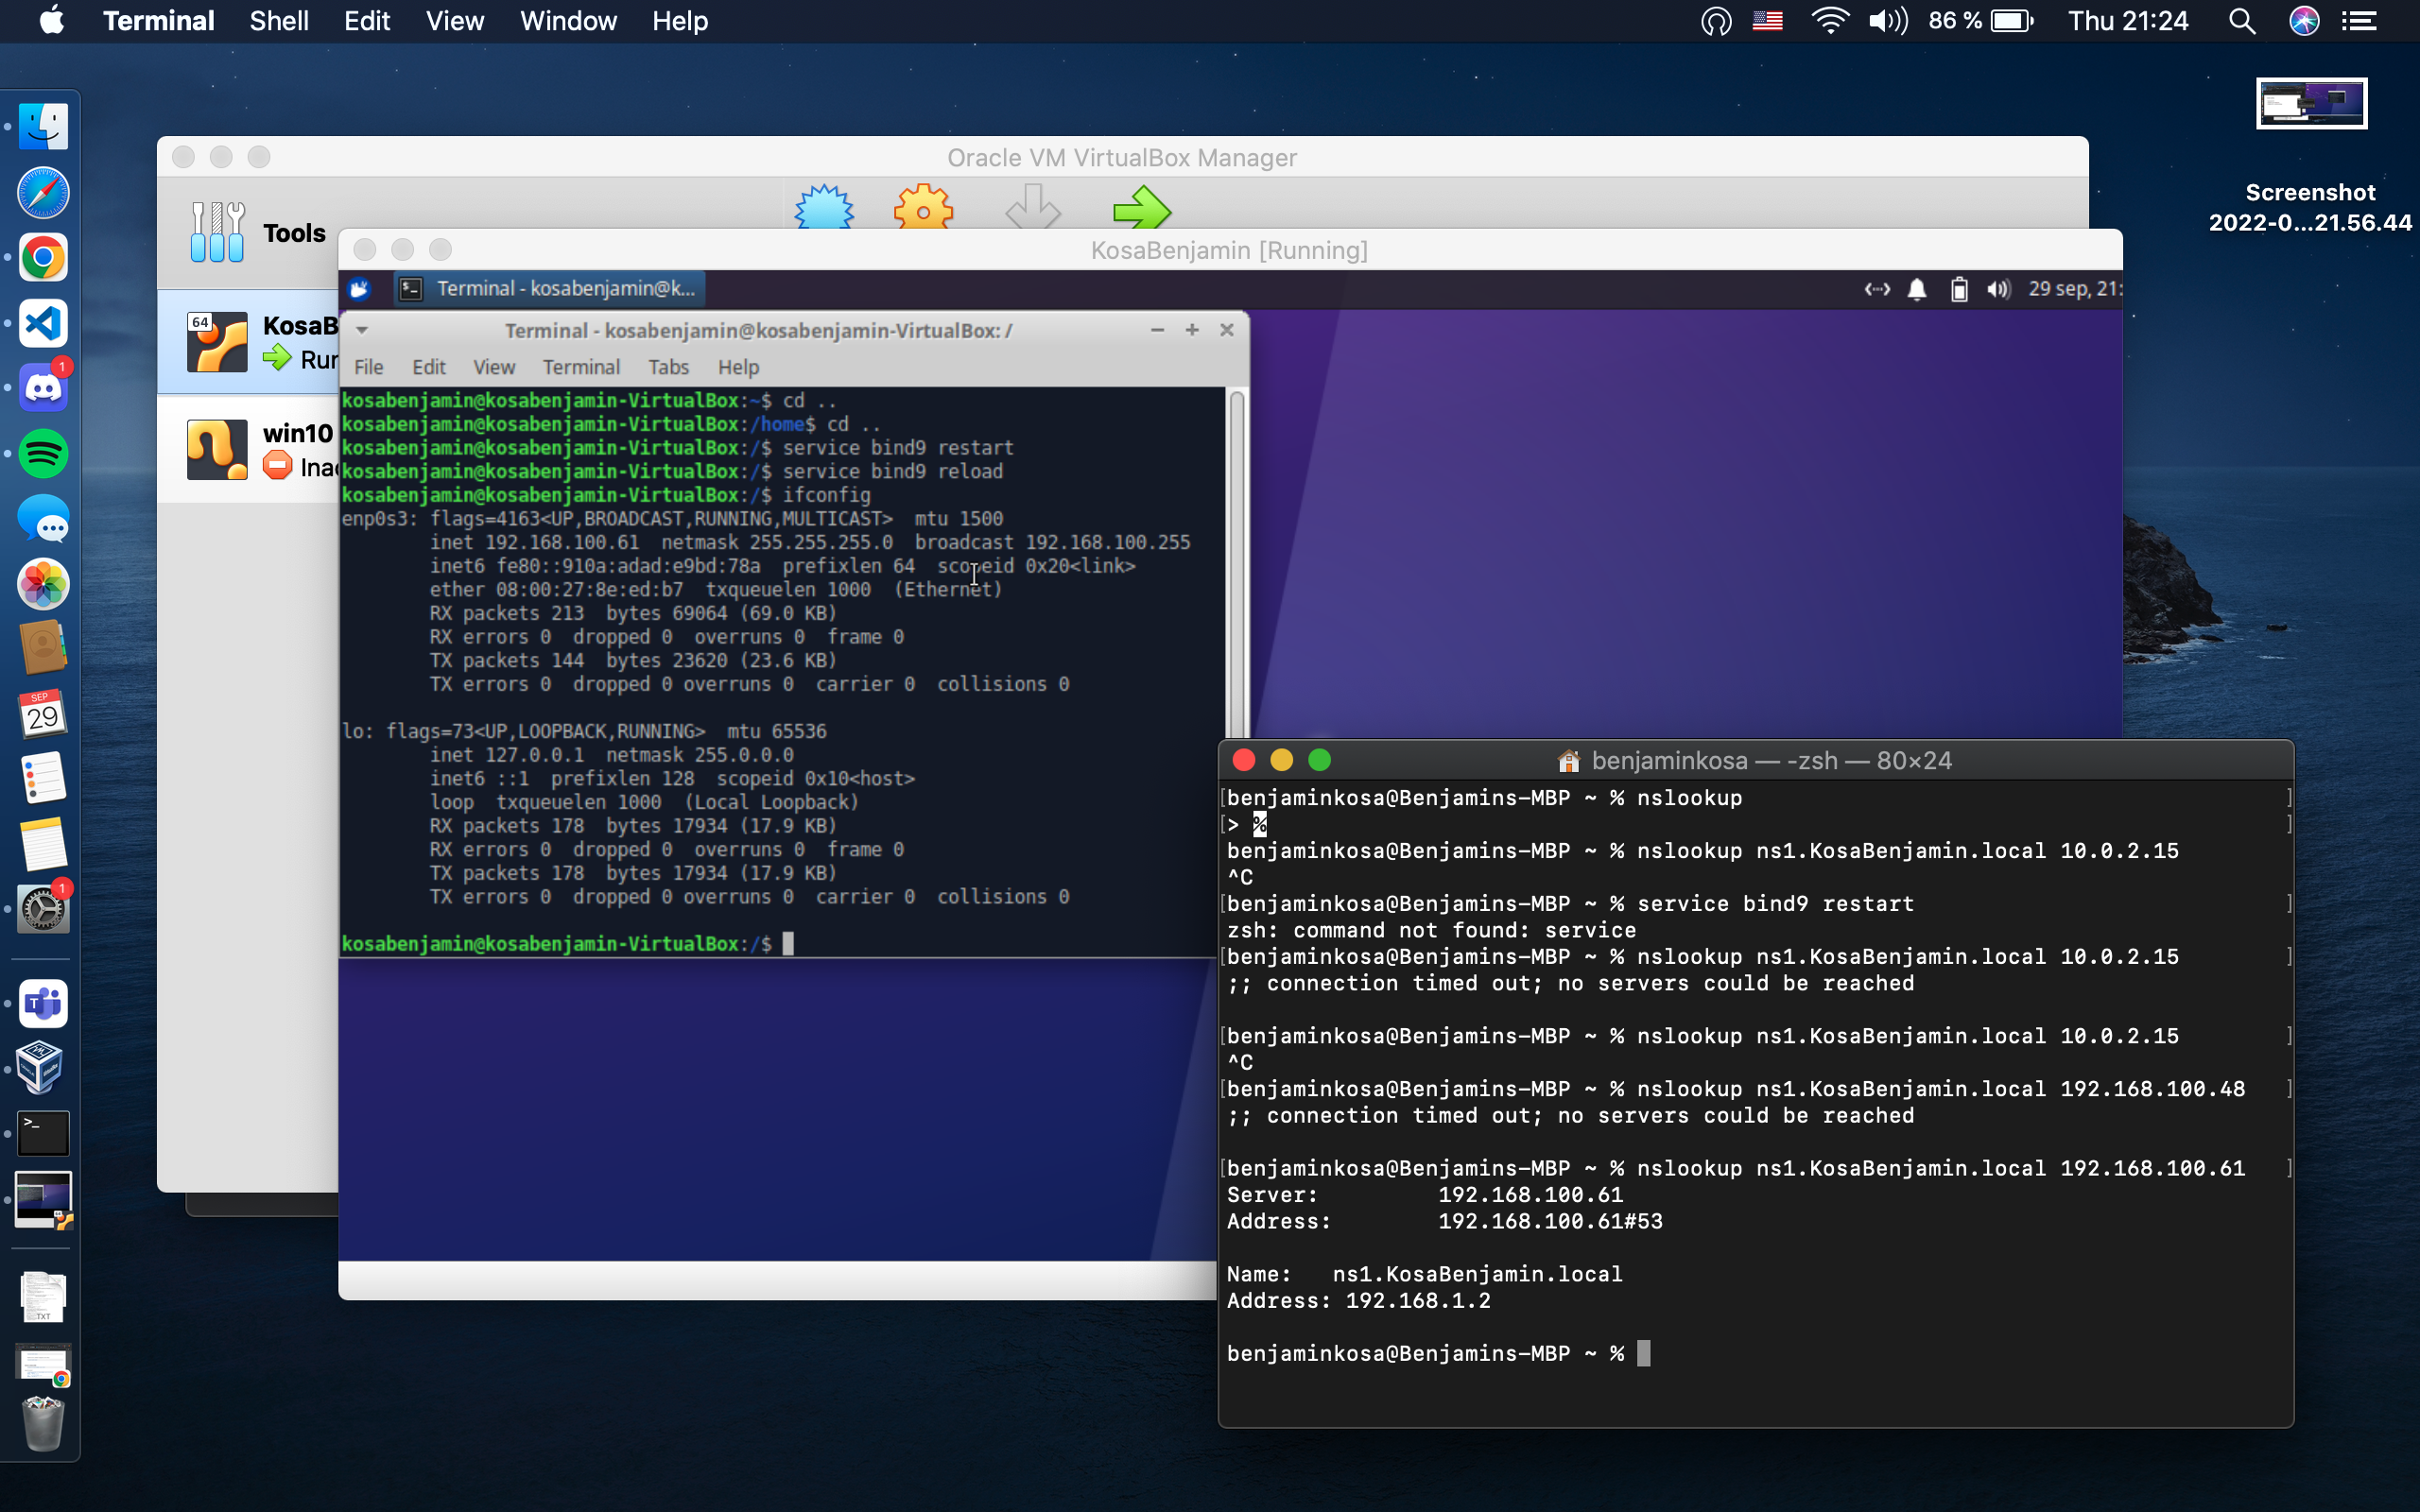 Terminal Shell Edit View Window Help
86 % Thu 21:24
Screenshot
2022-0...21.56.44
Oracle VM VirtualBox Manager
Tools
64
KosaB
win10
KosaBenjamin [Running]
Terminal - kosabenjamin@k...
29 sep, 21:
Terminal - kosabenjamin@kosabenjamin-VirtualBox: /
File Edit View Terminal Tabs Help
kosabenjamin@kosabenjamin-VirtualBox:~$ cd ..
kosabenjamin@kosabenjamin-VirtualBox:/home$ cd ..
kosabenjamin@kosabenjamin-VirtualBox:/$ service bind9 restart
kosabenjamin@kosabenjamin-VirtualBox:/$ service bind9 reload
kosabenjamin@kosabenjamin-VirtualBox:/$ ifconfig
enp0s3: flags=4163<UP,BROADCAST,RUNNING,MULTICAST>  mtu 1500
inet 192.168.100.61  netmask 255.255.255.0  broadcast 192.168.100.255
inet6 fe80::910a:adad:e9bd:78a  prefixlen 64  scopeid 0x20<link>
ether 08:00:27:8e:ed:b7  txqueuelen 1000  (Ethernet)
RX packets 213  bytes 69064 (69.0 KB)
RX errors 0  dropped 0  overruns 0  frame 0
TX packets 144  bytes 23620 (23.6 KB)
TX errors 0  dropped 0 overruns 0  carrier 0  collisions 0
lo: flags=73<UP,LOOPBACK,RUNNING>  mtu 65536
inet 127.0.0.1  netmask 255.0.0.0
inet6 ::1  prefixlen 128  scopeid 0x10<host>
loop  txqueuelen 1000  (Local Loopback)
RX packets 178  bytes 17934 (17.9 KB)
RX errors 0  dropped 0  overruns 0  frame 0
TX packets 178  bytes 17934 (17.9 KB)
TX errors 0  dropped 0 overruns 0  carrier 0  collisions 0
kosabenjamin@kosabenjamin-VirtualBox:/$
benjaminkosa — -zsh — 80×24
[benjaminkosa@Benjamins-MBP ~ % nslookup ]
[> % ]
benjaminkosa@Benjamins-MBP ~ % nslookup ns1.KosaBenjamin.local 10.0.2.15
^C
[benjaminkosa@Benjamins-MBP ~ % service bind9 restart ]
zsh: command not found: service
[benjaminkosa@Benjamins-MBP ~ % nslookup ns1.KosaBenjamin.local 10.0.2.15 ]
;; connection timed out; no servers could be reached
[benjaminkosa@Benjamins-MBP ~ % nslookup ns1.KosaBenjamin.local 10.0.2.15 ]
^C
[benjaminkosa@Benjamins-MBP ~ % nslookup ns1.KosaBenjamin.local 192.168.100.48 ]
;; connection timed out; no servers could be reached
[benjaminkosa@Benjamins-MBP ~ % nslookup ns1.KosaBenjamin.local 192.168.100.61 ]
Server: 192.168.100.61
Address: 192.168.100.61#53
Name: ns1.KosaBenjamin.local
Address: 192.168.1.2
benjaminkosa@Benjamins-MBP ~ %
1
SEP
29
1
T
>_
TXT